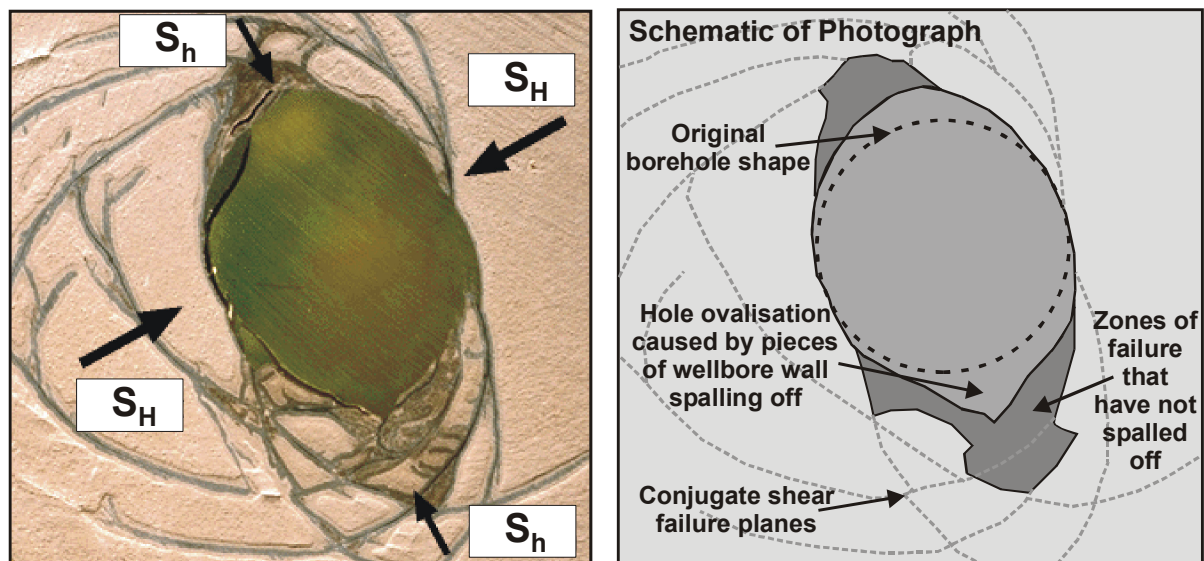 Sh
SH
SH
Sh
Schematic of Photograph
Original
borehole shape
Hole ovalisation
caused by pieces
of wellbore wall
spalling off
Zones of
failure
that
have not
spalled
off
Conjugate shear
failure planes